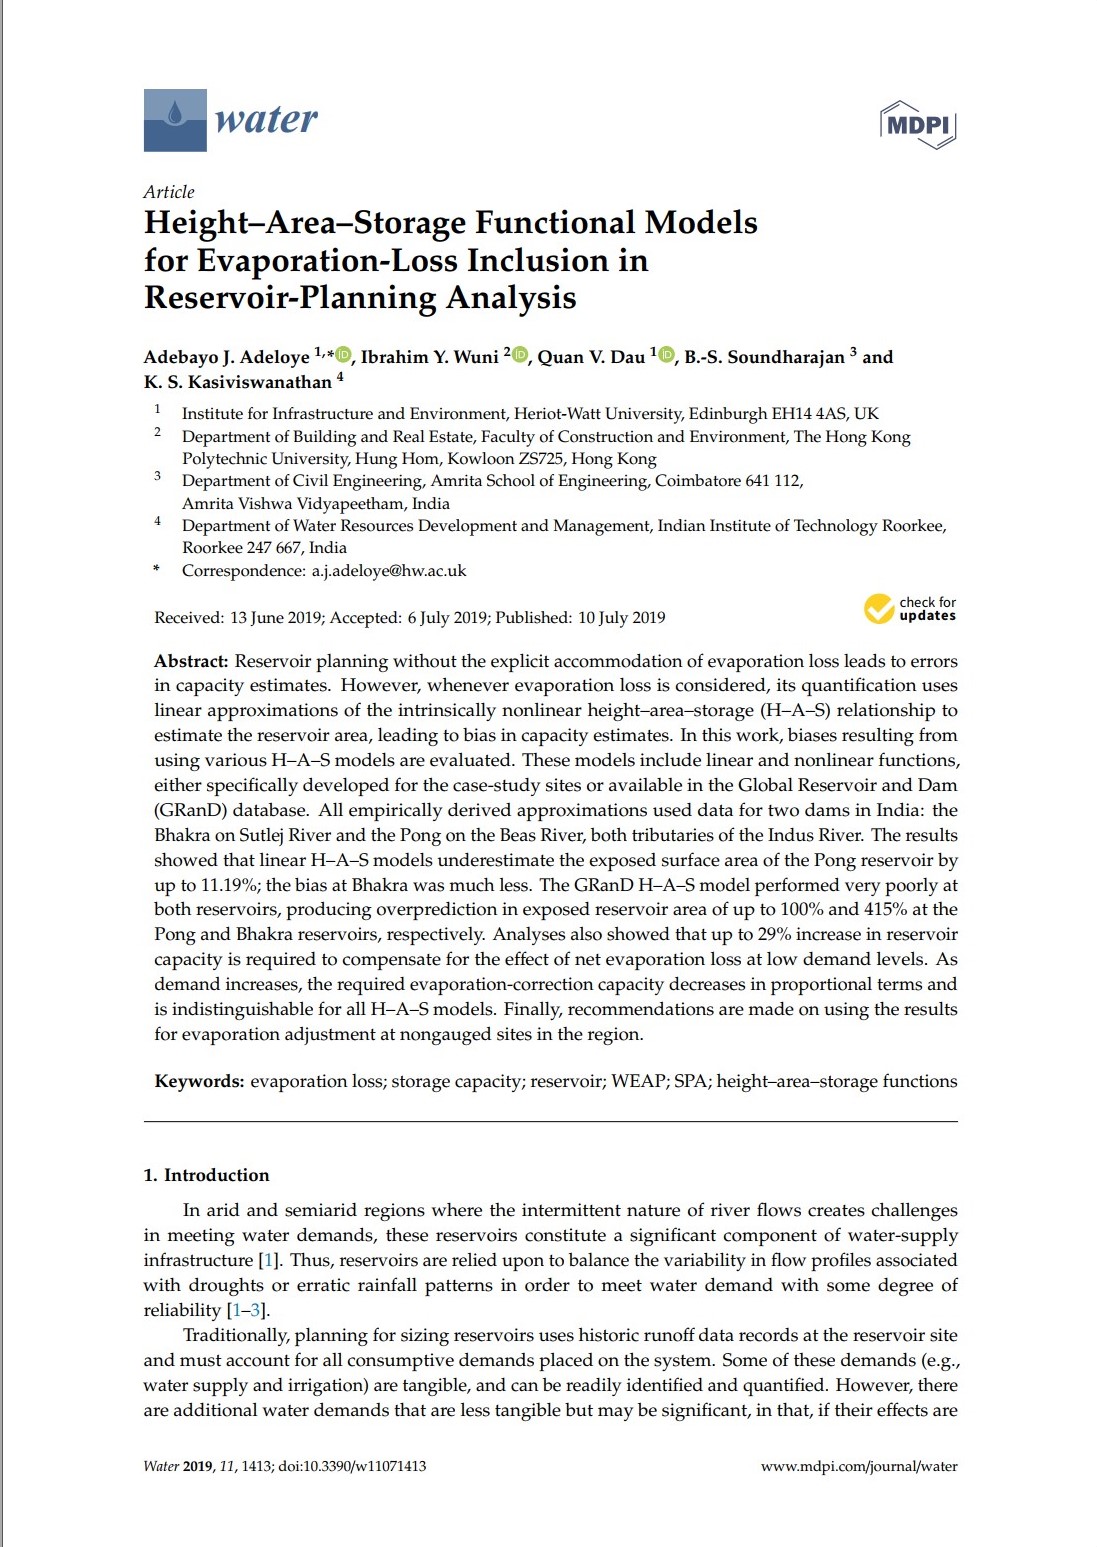 water
MDPI
Article
Height–Area–Storage Functional Models
for Evaporation-Loss Inclusion in
Reservoir-Planning Analysis
Adebayo J. Adeloye 1,* iD, Ibrahim Y. Wuni 2 iD, Quan V. Dau 1 iD, B.-S. Soundharajan 3 and
K. S. Kasiviswanathan 4
1 Institute for Infrastructure and Environment, Heriot-Watt University, Edinburgh EH14 4AS, UK
2 Department of Building and Real Estate, Faculty of Construction and Environment, The Hong Kong
Polytechnic University, Hung Hom, Kowloon ZS725, Hong Kong
3 Department of Civil Engineering, Amrita School of Engineering, Coimbatore 641 112,
Amrita Vishwa Vidyapeetham, India
4 Department of Water Resources Development and Management, Indian Institute of Technology Roorkee,
Roorkee 247 667, India
* Correspondence: a.j.adeloye@hw.ac.uk
Received: 13 June 2019; Accepted: 6 July 2019; Published: 10 July 2019
check for
updates
Abstract: Reservoir planning without the explicit accommodation of evaporation loss leads to errors
in capacity estimates. However, whenever evaporation loss is considered, its quantification uses
linear approximations of the intrinsically nonlinear height–area–storage (H–A–S) relationship to
estimate the reservoir area, leading to bias in capacity estimates. In this work, biases resulting from
using various H–A–S models are evaluated. These models include linear and nonlinear functions,
either specifically developed for the case-study sites or available in the Global Reservoir and Dam
(GRanD) database. All empirically derived approximations used data for two dams in India: the
Bhakra on Sutlej River and the Pong on the Beas River, both tributaries of the Indus River. The results
showed that linear H–A–S models underestimate the exposed surface area of the Pong reservoir by
up to 11.19%; the bias at Bhakra was much less. The GRanD H–A–S model performed very poorly at
both reservoirs, producing overprediction in exposed reservoir area of up to 100% and 415% at the
Pong and Bhakra reservoirs, respectively. Analyses also showed that up to 29% increase in reservoir
capacity is required to compensate for the effect of net evaporation loss at low demand levels. As
demand increases, the required evaporation-correction capacity decreases in proportional terms and
is indistinguishable for all H–A–S models. Finally, recommendations are made on using the results
for evaporation adjustment at nongauged sites in the region.
Keywords: evaporation loss; storage capacity; reservoir; WEAP; SPA; height–area–storage functions
1. Introduction
In arid and semiarid regions where the intermittent nature of river flows creates challenges
in meeting water demands, these reservoirs constitute a significant component of water-supply
infrastructure [1]. Thus, reservoirs are relied upon to balance the variability in flow profiles associated
with droughts or erratic rainfall patterns in order to meet water demand with some degree of
reliability [1–3].
Traditionally, planning for sizing reservoirs uses historic runoff data records at the reservoir site
and must account for all consumptive demands placed on the system. Some of these demands (e.g.,
water supply and irrigation) are tangible, and can be readily identified and quantified. However, there
are additional water demands that are less tangible but may be significant, in that, if their effects are
Water 2019, 11, 1413; doi:10.3390/w11071413
www.mdpi.com/journal/water